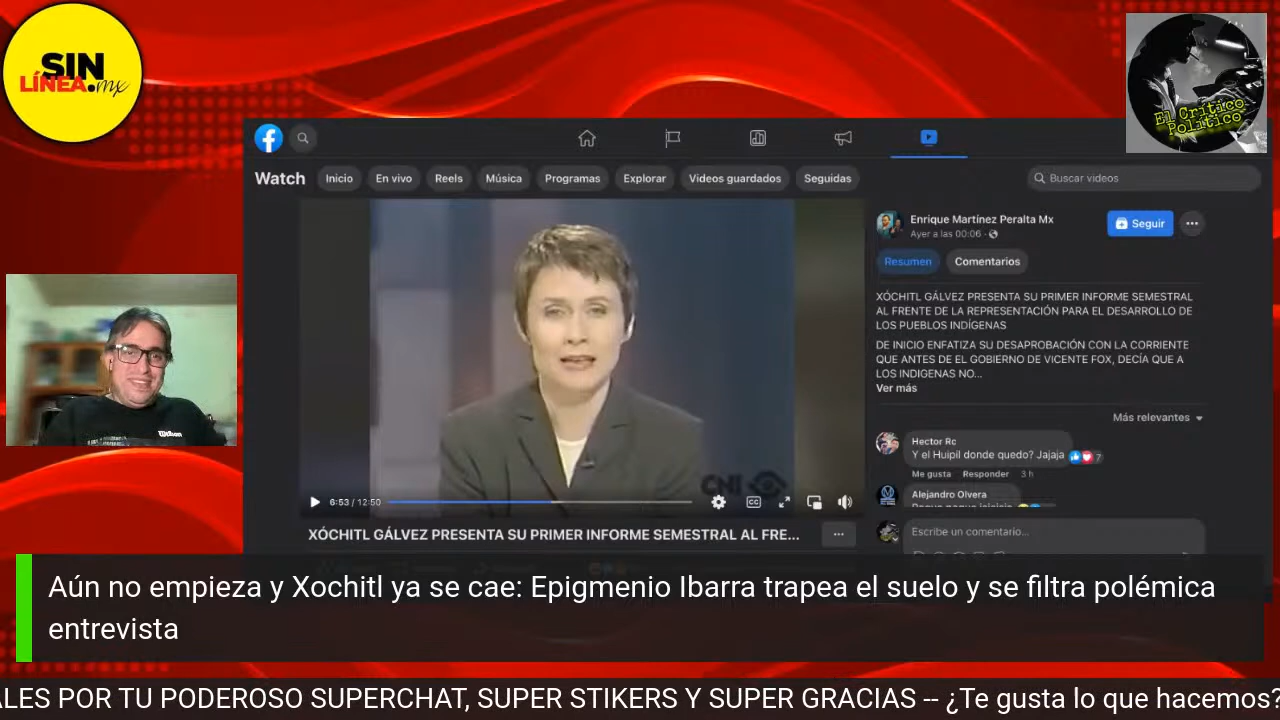 SIN
LÍNEA.mx
El Crítico
Político
Watch
Inicio
En vivo
Reels
Música
Programas
Explorar
Videos guardados
Seguidas
Buscar videos
Enrique Martínez Peralta Mx
Ayer a las 00:06 ·
Seguir
Resumen
Comentarios
XÓCHITL GÁLVEZ PRESENTA SU PRIMER INFORME SEMESTRAL
AL FRENTE DE LA REPRESENTACIÓN PARA EL DESARROLLO DE
LOS PUEBLOS INDÍGENAS
DE INICIO ENFATIZA SU DESAPROBACIÓN CON LA CORRIENTE
QUE ANTES DE EL GOBIERNO DE VICENTE FOX, DECÍA QUE A
LOS INDIGENAS NO...
Ver más
Más relevantes
Hector Rc
Y el Huipil donde quedo? Jajaja
7
Me gusta Responder 3 h
Alejandro Olvera
Escribe un comentario...
Wilson
CNI
6:53 / 12:50
CC
XÓCHITL GÁLVEZ PRESENTA SU PRIMER INFORME SEMESTRAL AL FRE...
Aún no empieza y Xochitl ya se cae: Epigmenio Ibarra trapea el suelo y se filtra polémica
entrevista
ALES POR TU PODEROSO SUPERCHAT, SUPER STIKERS Y SUPER GRACIAS -- ¿Te gusta lo que hacemos?